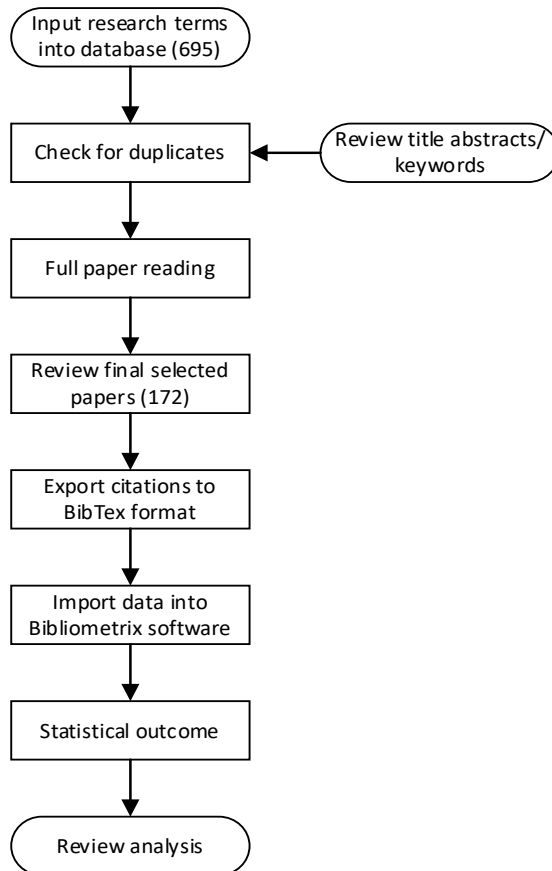 Input research terms
into database (695)
Check for duplicates
Review title abstracts/
keywords
Full paper reading
Review final selected
papers (172)
Export citations to
BibTex format
Import data into
Bibliometrix software
Statistical outcome
Review analysis